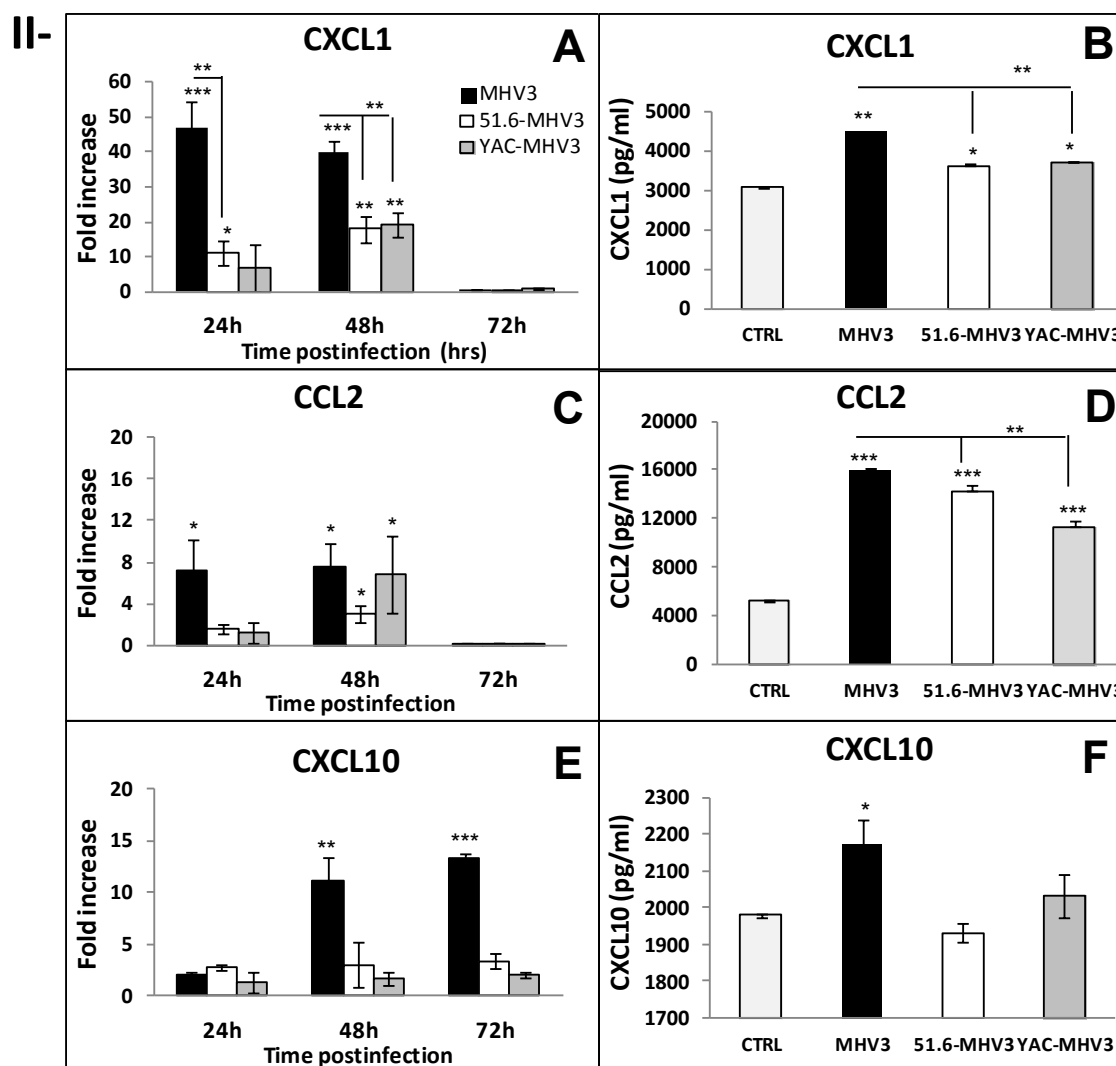 II-
CXCL1
A
Fold increase
60
50
40
30
20
10
0
**
***
*
**
***
**
**
MHV3
51.6-MHV3
YAC-MHV3
24h
48h
72h
Time postinfection (hrs)
CXCL1
B
CXCL1 (pg/ml)
5000
4000
3000
2000
1000
0
**
**
*
*
CTRL
MHV3
51.6-MHV3
YAC-MHV3
CCL2
C
Fold increase
20
16
12
8
4
0
*
*
*
*
24h
48h
72h
Time postinfection
CCL2
D
CCL2 (pg/ml)
20000
16000
12000
8000
4000
0
**
***
***
***
CTRL
MHV3
51.6-MHV3
YAC-MHV3
CXCL10
E
Fold increase
20
15
10
5
0
**
***
24h
48h
72h
Time postinfection
CXCL10
F
CXCL10 (pg/ml)
2300
2200
2100
2000
1900
1800
1700
*
CTRL
MHV3
51.6-MHV3
YAC-MHV3